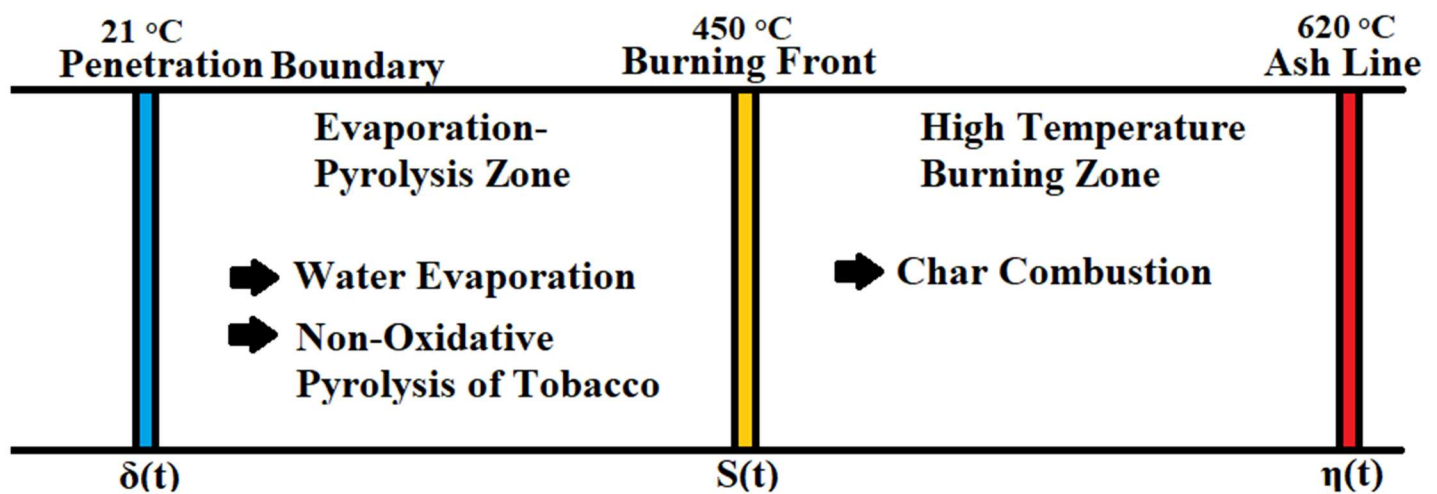 21 °C
Penetration Boundary
450 °C
Burning Front
620 °C
Ash Line
Evaporation-
Pyrolysis Zone
Water Evaporation
Non-Oxidative
Pyrolysis of Tobacco
High Temperature
Burning Zone
Char Combustion
δ(t)
S(t)
η(t)